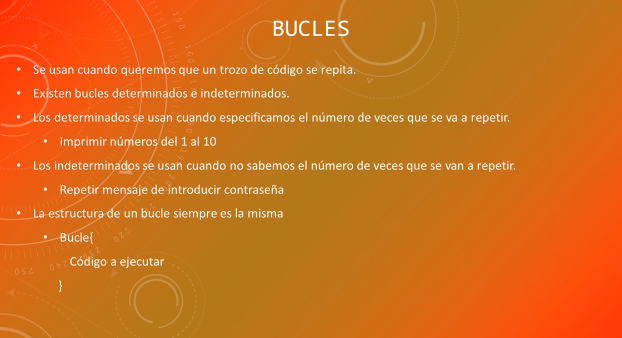 BUCLES
• Se usan cuando queremos que un trozo de código se repita.
• Existen bucles determinados e indeterminados.
• Los determinados se usan cuando especificamos el número de veces que se va a repetir.
• Imprimir números del 1 al 10
• Los indeterminados se usan cuando no sabemos el número de veces que se van a repetir.
• Repetir mensaje de introducir contraseña
• La estructura de un bucle siempre es la misma
• Bucle{
Código a ejecutar
}